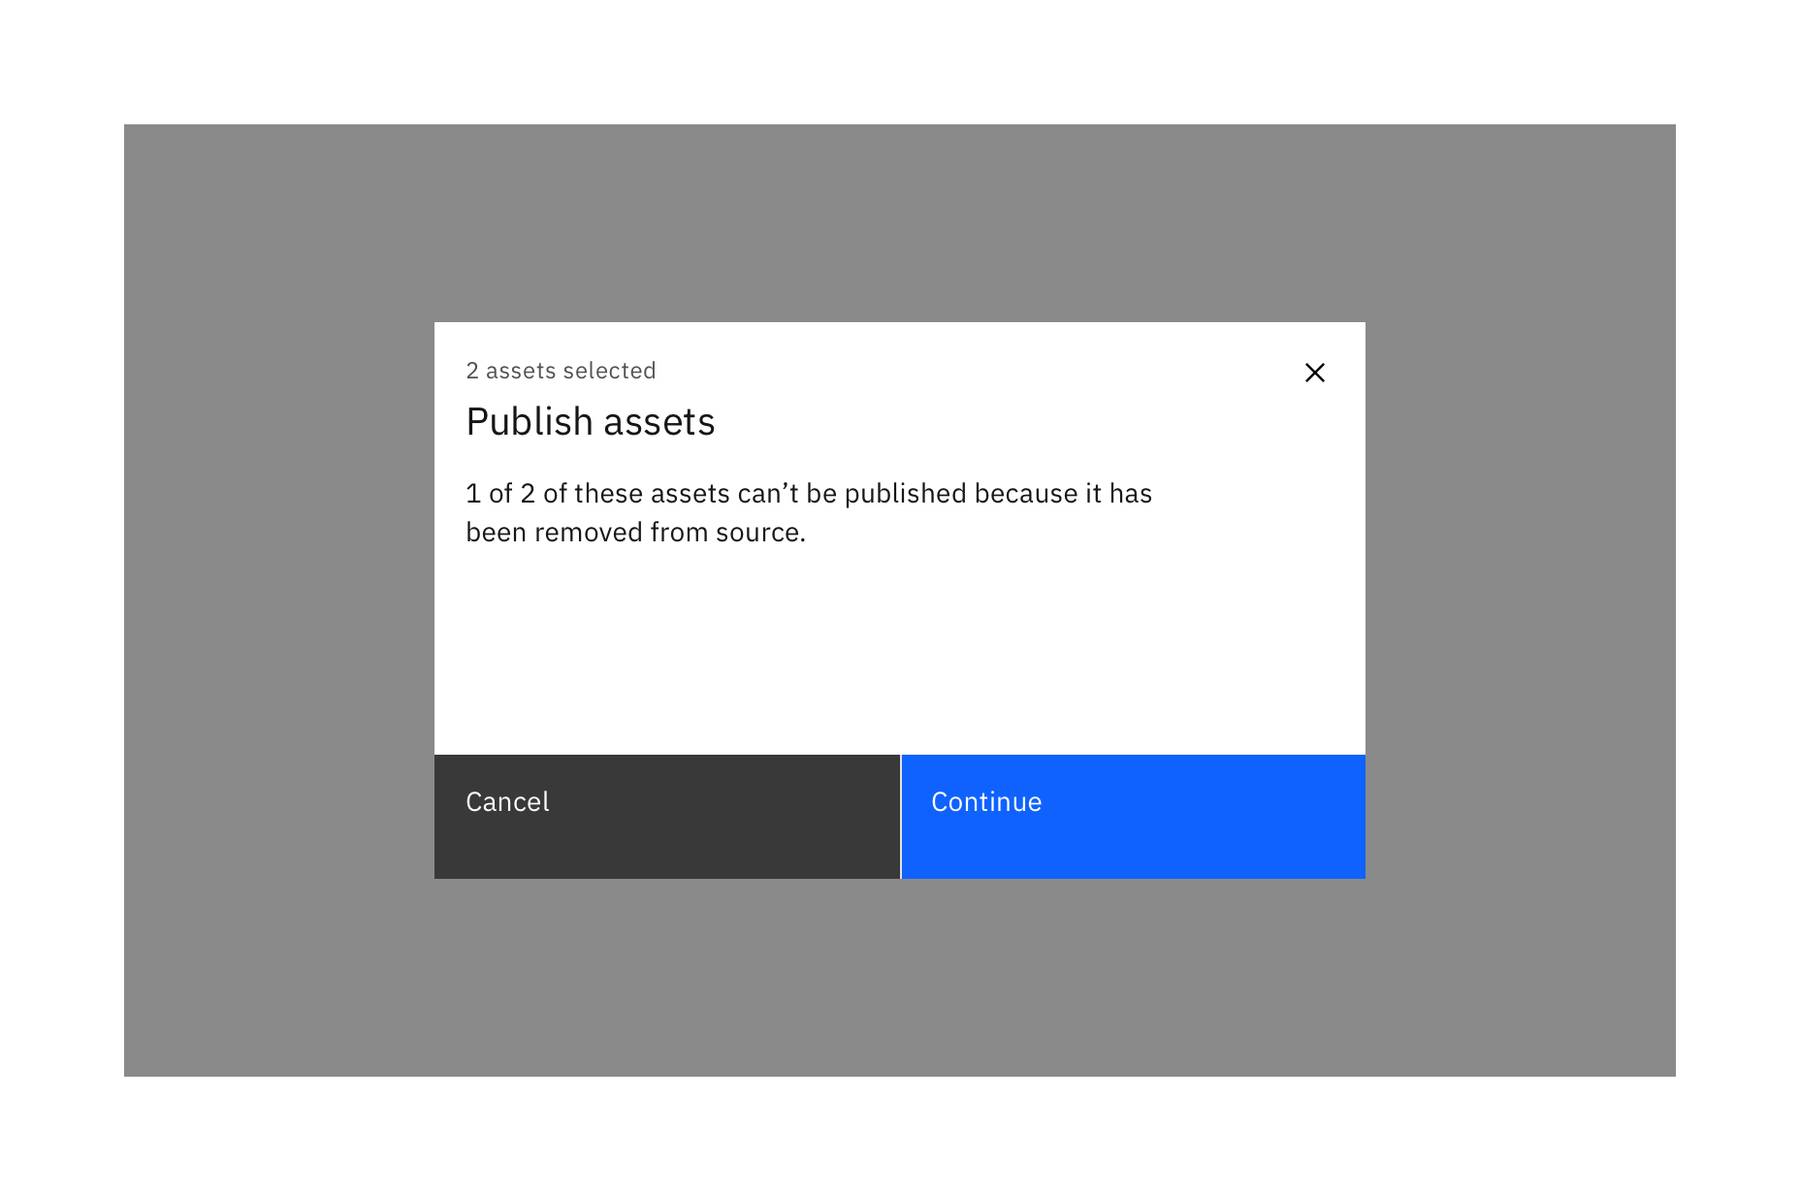 2 assets selected
Publish assets
1 of 2 of these assets can’t be published because it has
been removed from source.
Cancel
Continue